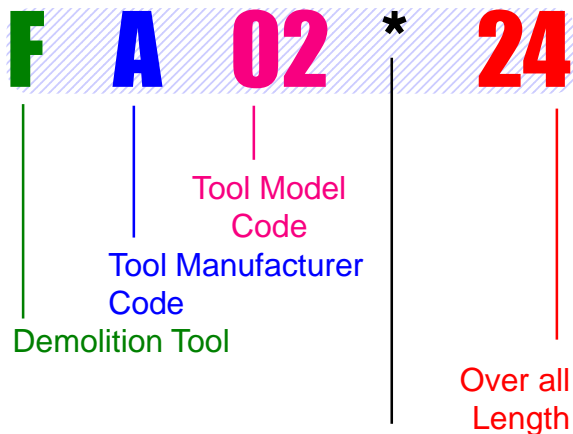 F A 02 * 24
Tool Model
Code
Tool Manufacturer
Code
Demolition Tool
Over all
Length